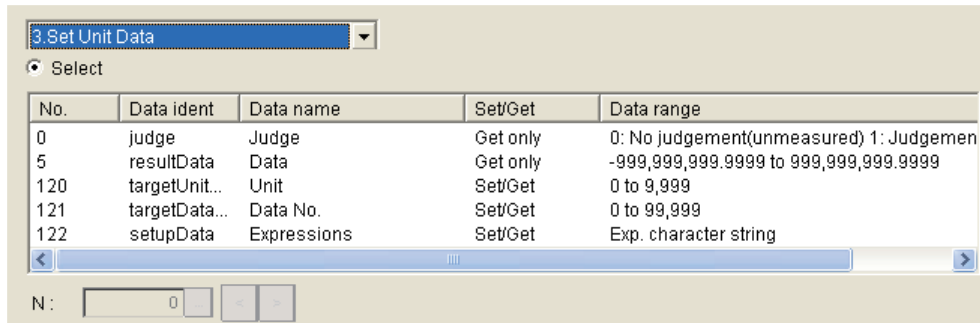 3.Set Unit Data
Select
No. Data ident Data name Set/Get Data range
0 judge Judge Get only 0: No judgement(unmeasured) 1: Judgemen
5 resultData Data Get only -999,999,999.9999 to 999,999,999.9999
120 targetUnit... Unit Set/Get 0 to 9,999
121 targetData... Data No. Set/Get 0 to 99,999
122 setupData Expressions Set/Get Exp. character string
N : 0 ... < >